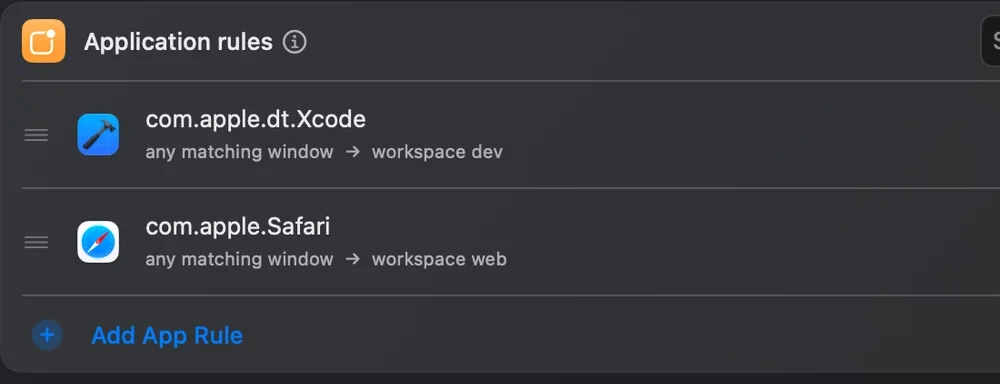 Application rules
com.apple.dt.Xcode
any matching window → workspace dev
com.apple.Safari
any matching window → workspace web
Add App Rule